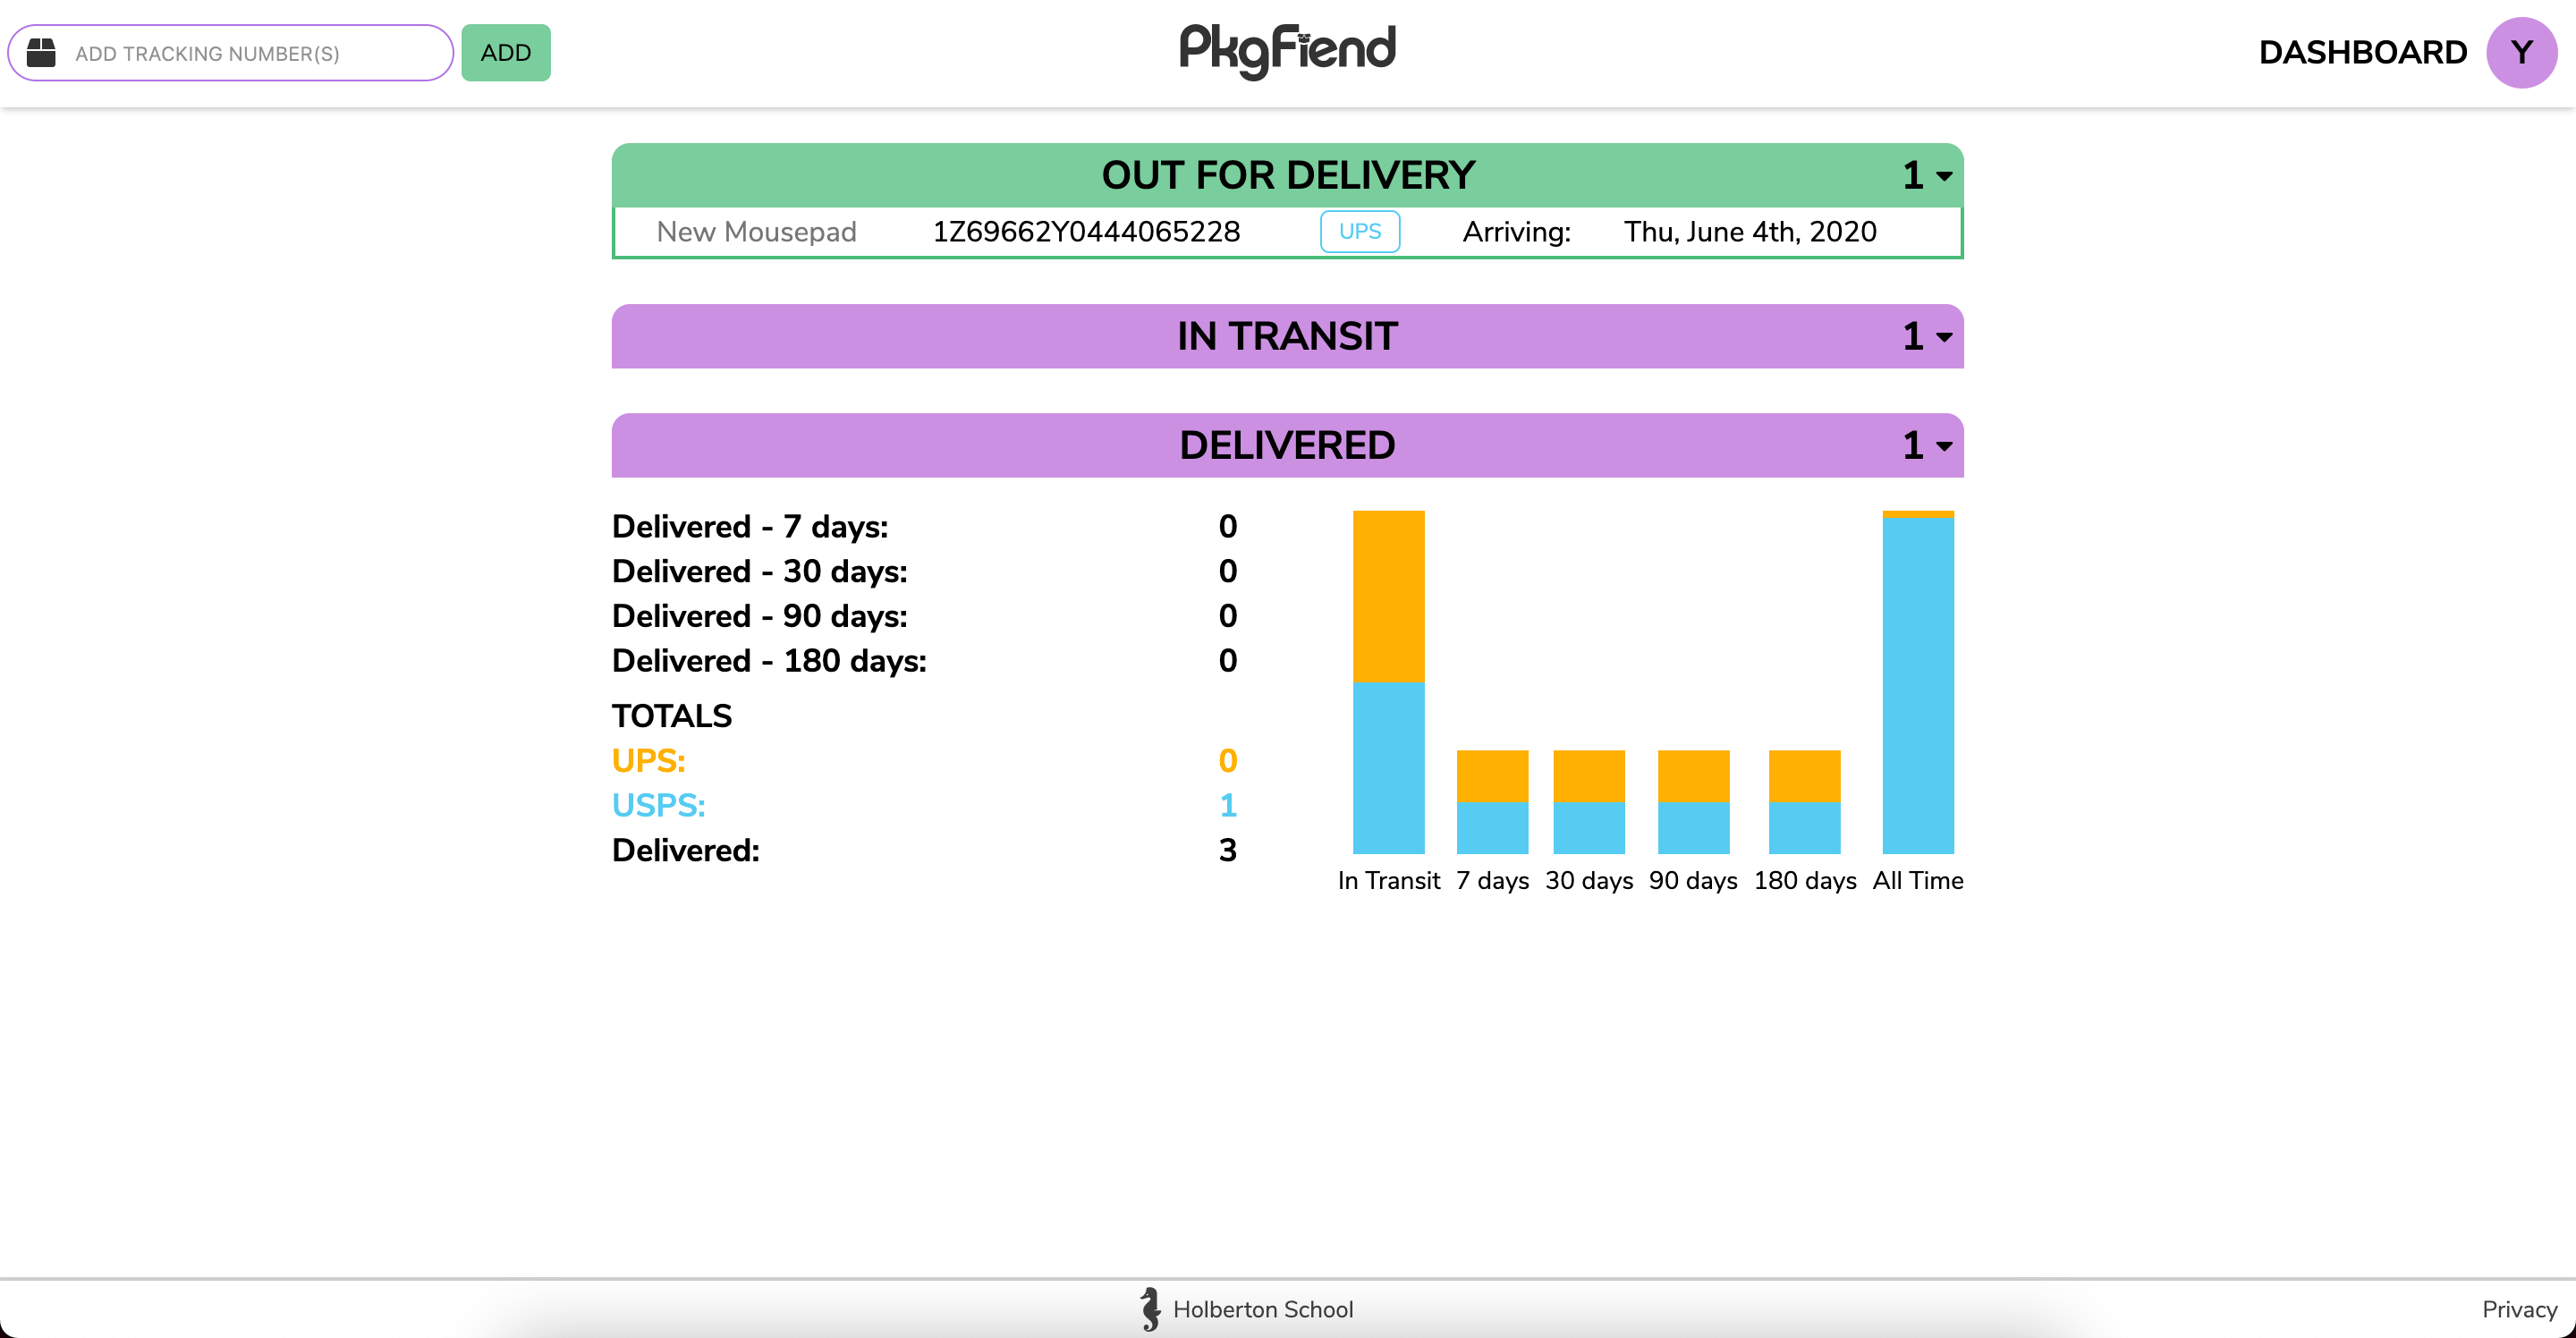 ADD TRACKING NUMBER(S)
ADD
PkgFiend
DASHBOARD
Y
OUT FOR DELIVERY 1
New Mousepad 1Z69662Y0444065228 UPS Arriving: Thu, June 4th, 2020
IN TRANSIT 1
DELIVERED 1
Delivered - 7 days: 0
Delivered - 30 days: 0
Delivered - 90 days: 0
Delivered - 180 days: 0
TOTALS
UPS: 0
USPS: 1
Delivered: 3
In Transit 7 days 30 days 90 days 180 days All Time
Holberton School
Privacy